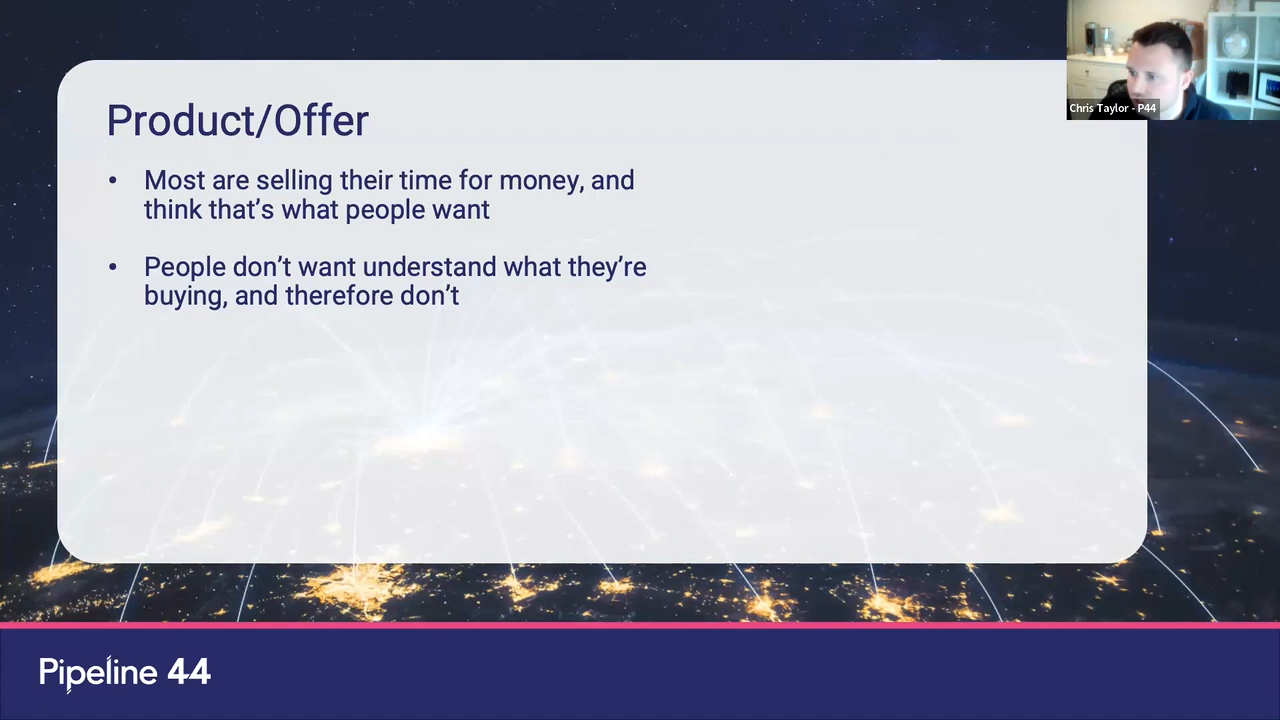 Chris Taylor - P44
Product/Offer
• Most are selling their time for money, and
think that’s what people want
• People don’t want understand what they’re
buying, and therefore don’t
Pipeline 44